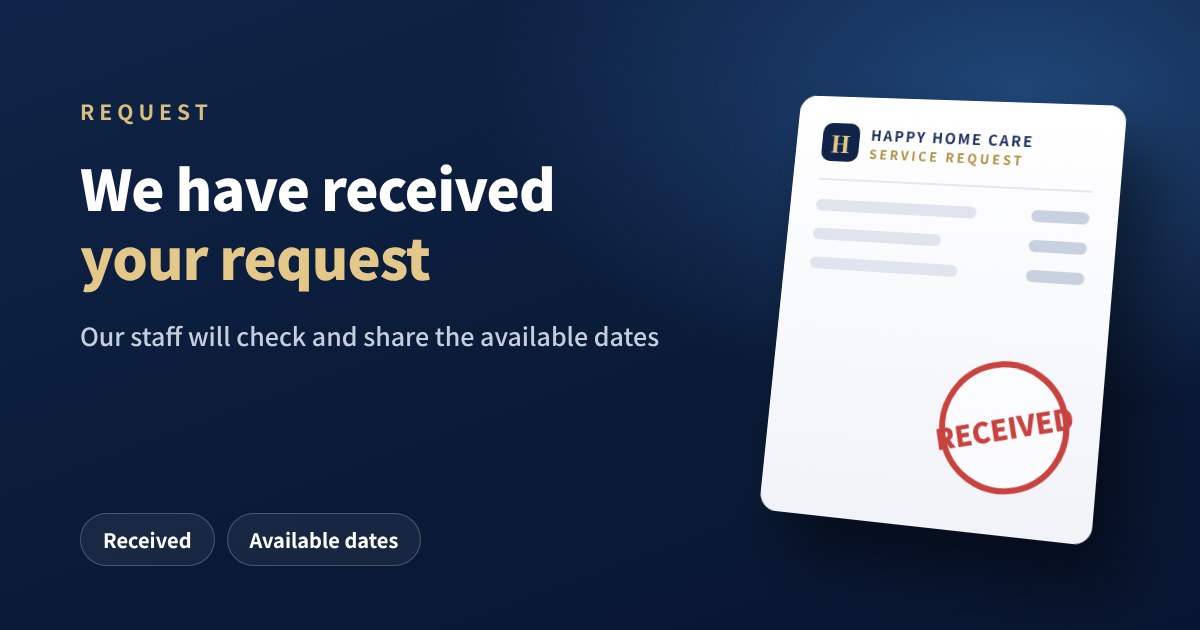 REQUEST
We have received
your request
Our staff will check and share the available dates
Received
Available dates
H
HAPPY HOME CARE
SERVICE REQUEST
RECEIVED